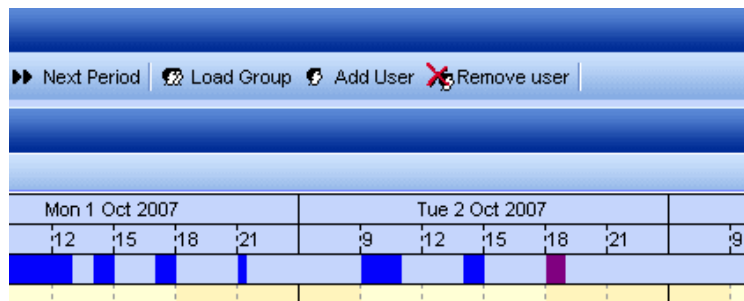 Next Period Load Group Add User Remove user
Mon 1 Oct 2007 Tue 2 Oct 2007
12 15 18 21 9 12 15 18 21 9